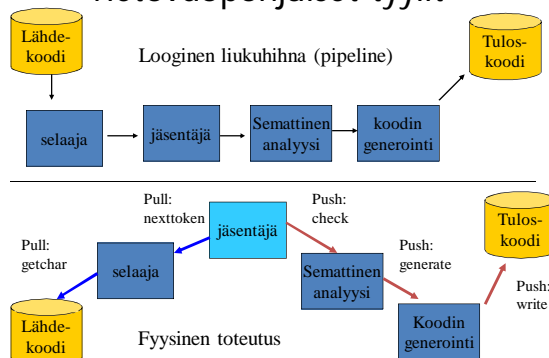 Lähde-
koodi
Looginen liukuhihna (pipeline)
Tulos-
koodi
selaaja
jäsentäjä
Semattinen
analyysi
koodin
generointi
Pull:
nexttoken
Push:
check
jäsentäjä
Pull:
getchar
selaaja
Semattinen
analyysi
Push:
generate
Tulos-
koodi
Push:
write
Lähde-
koodi
Fyysinen toteutus
Koodin
generointi